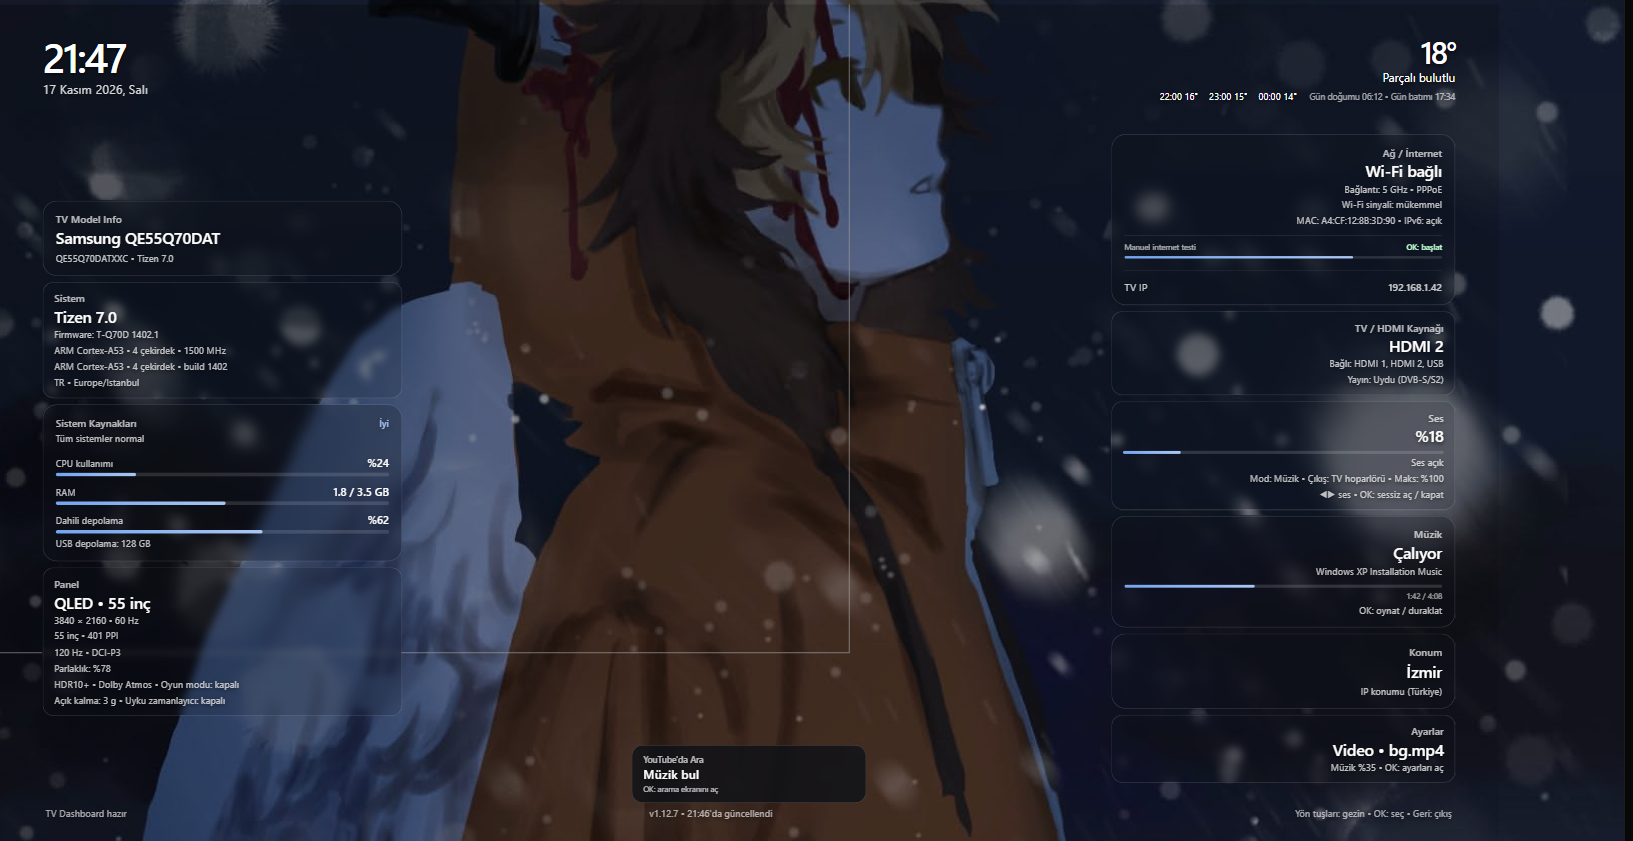 21:47
17 Kasım 2026, Salı
18°
Parçalı bulutlu
22:00 16° 23:00 15° 00:00 14° Gün doğumu 06:12 • Gün batımı 17:34
TV Model Info
Samsung QE55Q70DAT
QE55Q70DATXXC • Tizen 7.0
Sistem
Tizen 7.0
Firmware: T-Q70D 1402.1
ARM Cortex-A53 • 4 çekirdek • 1500 MHz
ARM Cortex-A53 • 4 çekirdek • build 1402
TR • Europe/Istanbul
Sistem Kaynakları İyi
Tüm sistemler normal
CPU kullanımı %24
RAM 1.8 / 3.5 GB
Dahili depolama %62
USB depolama: 128 GB
Panel
QLED • 55 inç
3840 × 2160 • 60 Hz
55 inç • 401 PPI
120 Hz • DCI-P3
Parlaklık: %78
HDR10+ • Dolby Atmos • Oyun modu: kapalı
Açık kalma: 3 g • Uyku zamanlayıcı: kapalı
Ağ / İnternet
Wi-Fi bağlı
Bağlantı: 5 GHz • PPPoE
Wi-Fi sinyali: mükemmel
MAC: A4:CF:12:8B:3D:90 • IPv6: açık
Manuel internet testi OK: başlat
TV IP 192.168.1.42
TV / HDMI Kaynağı
HDMI 2
Bağlı: HDMI 1, HDMI 2, USB
Yayın: Uydu (DVB-S/S2)
Ses
%18
Ses açık
Mod: Müzik • Çıkış: TV hoparlörü • Maks: %100
◀▶ ses • OK: sessiz aç / kapat
Müzik
Çalıyor
Windows XP Installation Music
1:42 / 4:08
OK: oynat / duraklat
Konum
İzmir
IP konumu (Türkiye)
Ayarlar
Video • bg.mp4
Müzik %35 • OK: ayarları aç
YouTube'da Ara
Müzik bul
OK: arama ekranını aç
TV Dashboard hazır
v1.12.7 • 21:46'da güncellendi
Yön tuşları: gezin • OK: seç • Geri: çıkış